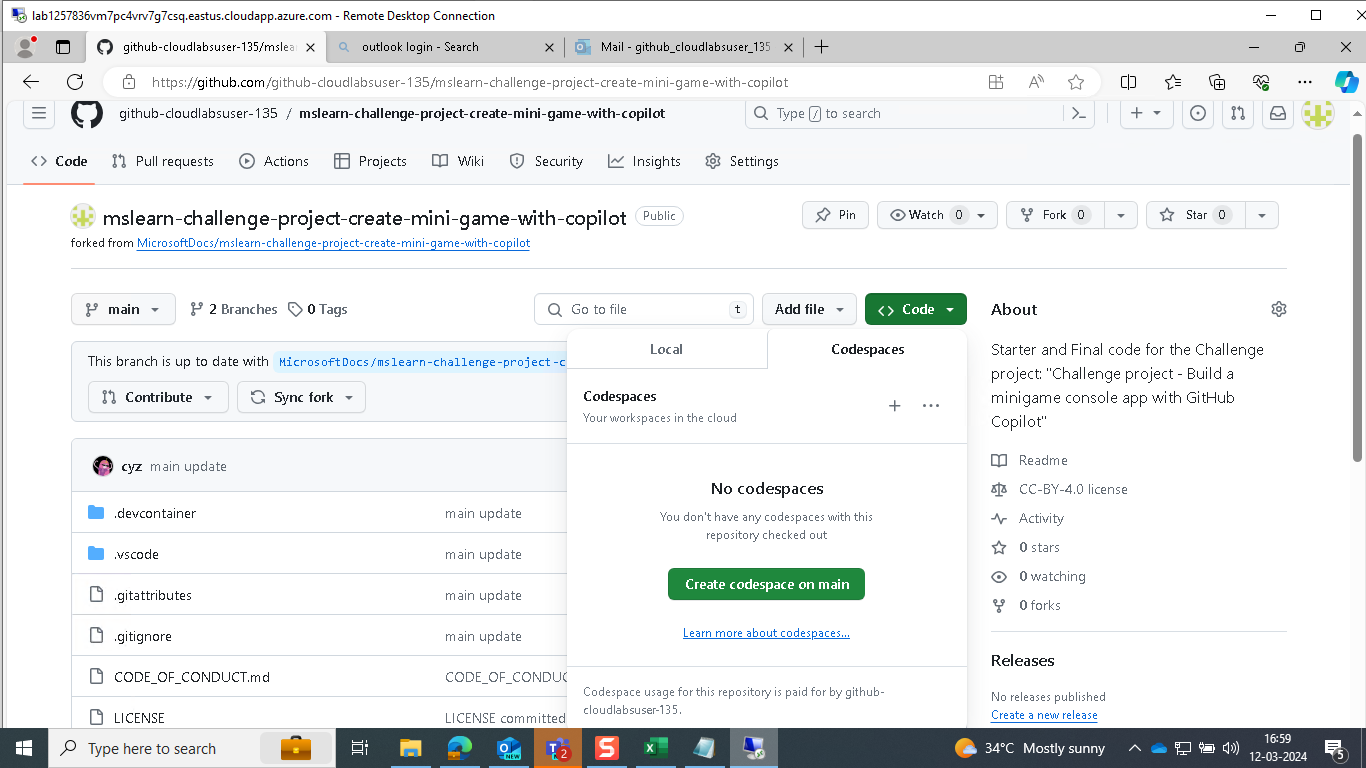 lab1257836vm7pc4vrv7g7csq.eastus.cloudapp.azure.com - Remote Desktop Connection
github-cloudlabsuser-135/mslea
outlook login - Search
Mail - github_cloudlabsuser_135
https://github.com/github-cloudlabsuser-135/mslearn-challenge-project-create-mini-game-with-copilot
github-cloudlabsuser-135 / mslearn-challenge-project-create-mini-game-with-copilot
Type / to search
Code Pull requests Actions Projects Wiki Security Insights Settings
mslearn-challenge-project-create-mini-game-with-copilot Public
Pin Watch 0 Fork 0 Star 0
forked from MicrosoftDocs/mslearn-challenge-project-create-mini-game-with-copilot
main 2 Branches 0 Tags
Go to file t
Add file
Code
About
Local Codespaces
Starter and Final code for the Challenge
project: "Challenge project - Build a
minigame console app with GitHub
Copilot"
This branch is up to date with MicrosoftDocs/mslearn-challenge-project-c
Contribute Sync fork
Codespaces
Your workspaces in the cloud
cyz main update
.devcontainer main update
.vscode main update
.gitattributes main update
.gitignore main update
CODE_OF_CONDUCT.md CODE_OF_CONDUC
LICENSE LICENSE committed
No codespaces
You don't have any codespaces with this
repository checked out
Create codespace on main
Learn more about codespaces...
Codespace usage for this repository is paid for by github-
cloudlabsuser-135.
Readme
CC-BY-4.0 license
Activity
0 stars
0 watching
0 forks
Releases
No releases published
Create a new release
Type here to search
NEW
2
34°C Mostly sunny
16:59
12-03-2024
5